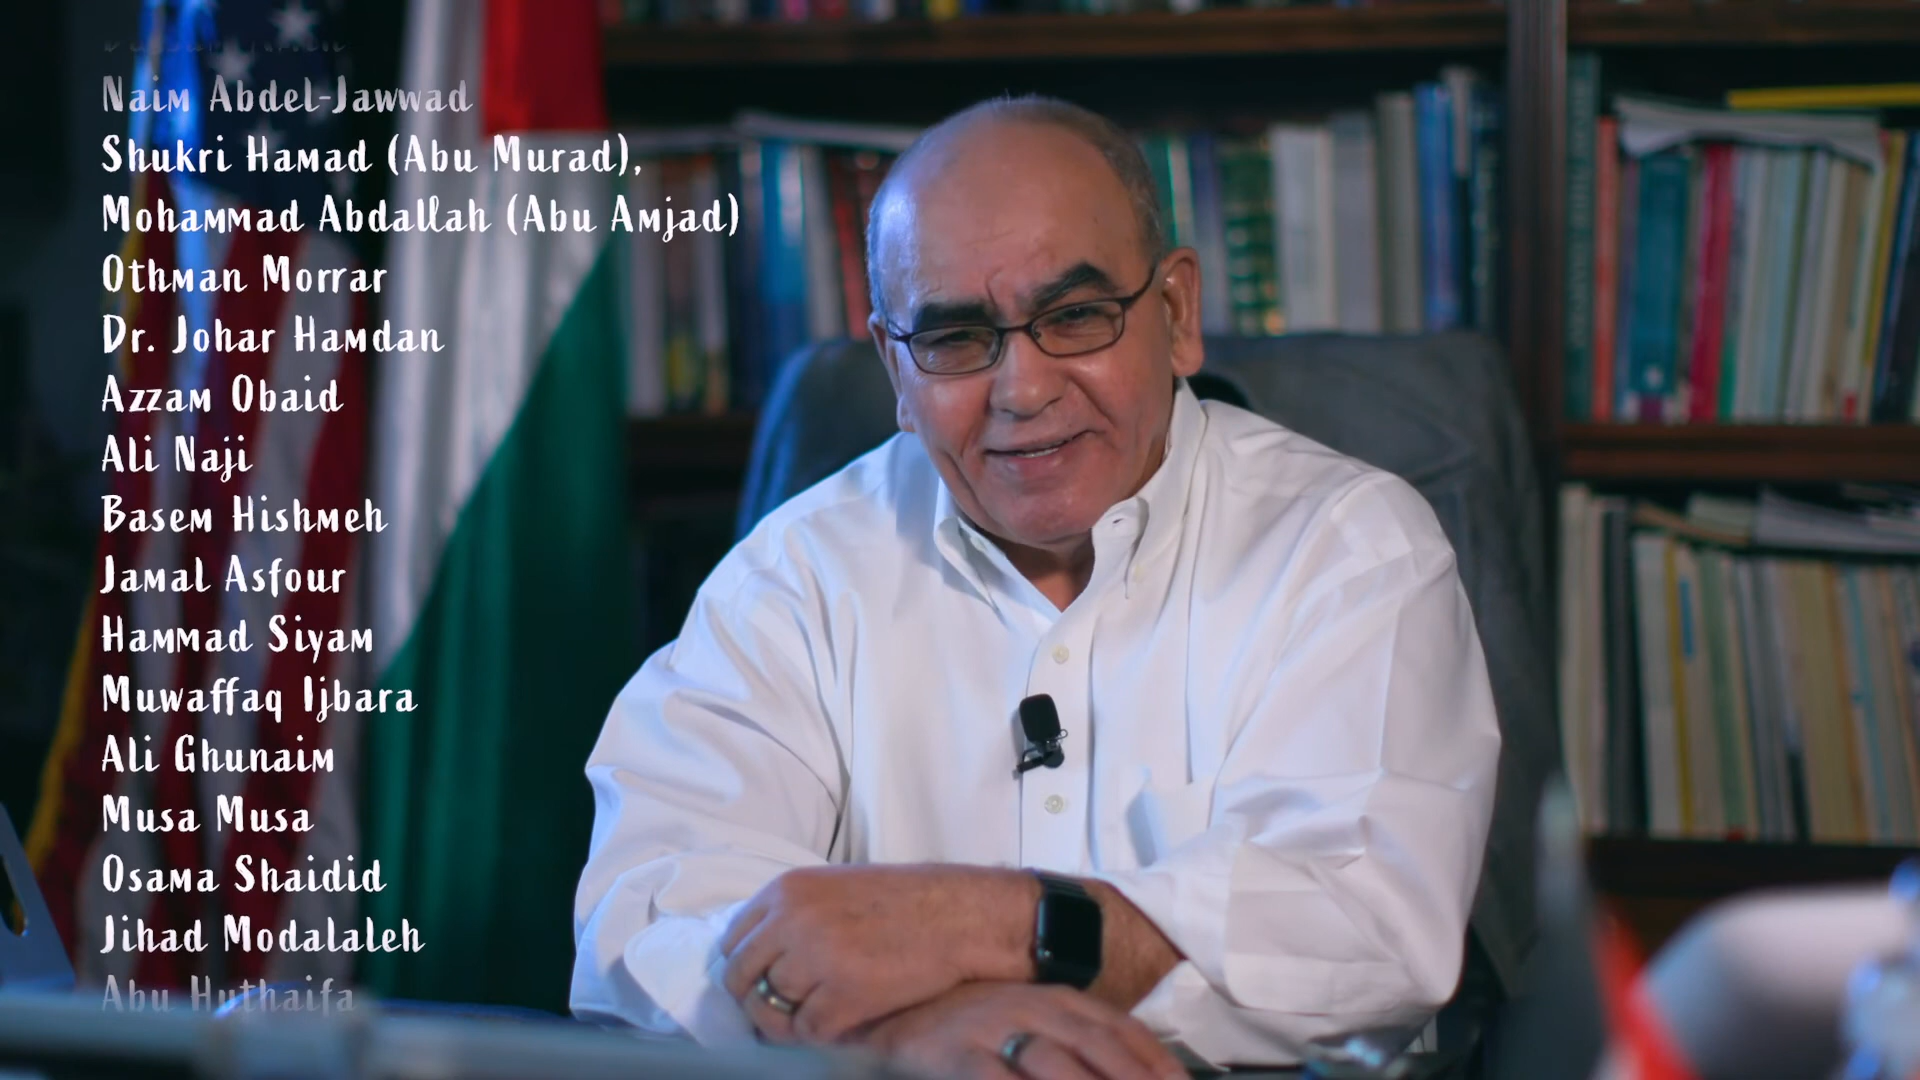 Naim Abdel-Jawwad
Shukri Hamad (Abu Murad),
Mohammad Abdallah (Abu Amjad)
Othman Morrar
Dr. Johar Hamdan
Azzam Obaid
Ali Naji
Basem Hishmeh
Jamal Asfour
Hammad Siyam
Muwaffaq Ijbara
Ali Ghunaim
Musa Musa
Osama Shaidid
Jihad Modalaleh
Abu Huthaifa